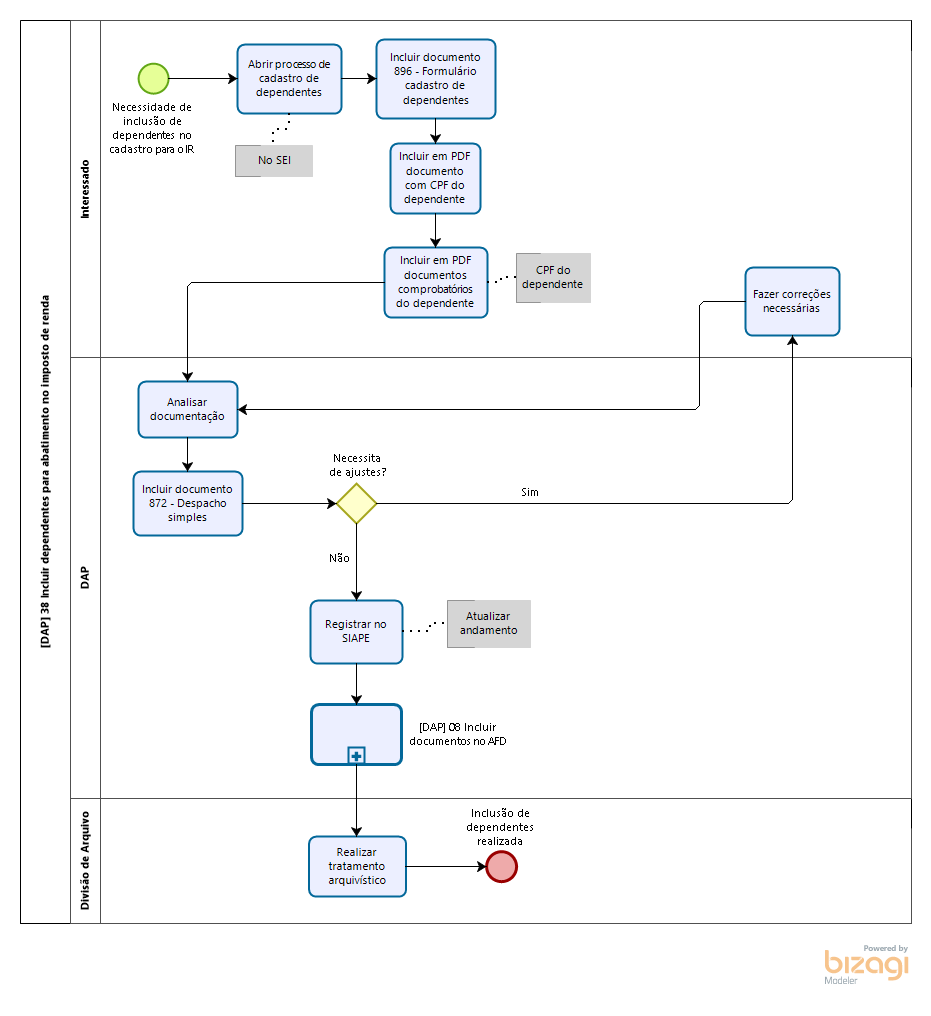 [DAP] 38 Incluir dependentes para abatimento no imposto de renda
Interessado
Necessidade de
inclusão de
dependentes no
cadastro para o IR
Abrir processo de
cadastro de
dependentes
No SEI
Incluir documento
896 - Formulário
cadastro de
dependentes
Incluir em PDF
documento
com CPF do
dependente
Incluir em PDF
documentos
comprobatórios
do dependente
CPF do
dependente
Fazer correções
necessárias
DAP
Analisar
documentação
Incluir documento
872 - Despacho
simples
Necessita
de ajustes?
Sim
Não
Registrar no
SIAPE
Atualizar
andamento
[DAP] 08 Incluir
documentos no AFD
Divisão de Arquivo
Realizar
tratamento
arquivístico
Inclusão de
dependentes
realizada
Powered by
bizagi
Modeler